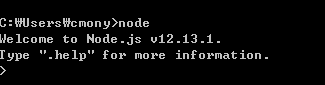 C:₩Users₩cmony>node
Welcome to Node.js v12.13.1.
Type ".help" for more information.
>